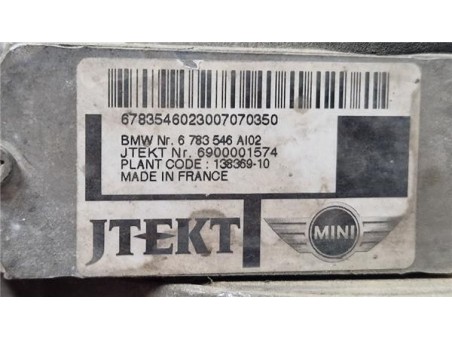 6783546023007070350
BMW Nr. 6 783 546 AI02
JTEKT Nr. 6900001574
PLANT CODE : 138369-10
MADE IN FRANCE
A
JTEKT
MINI